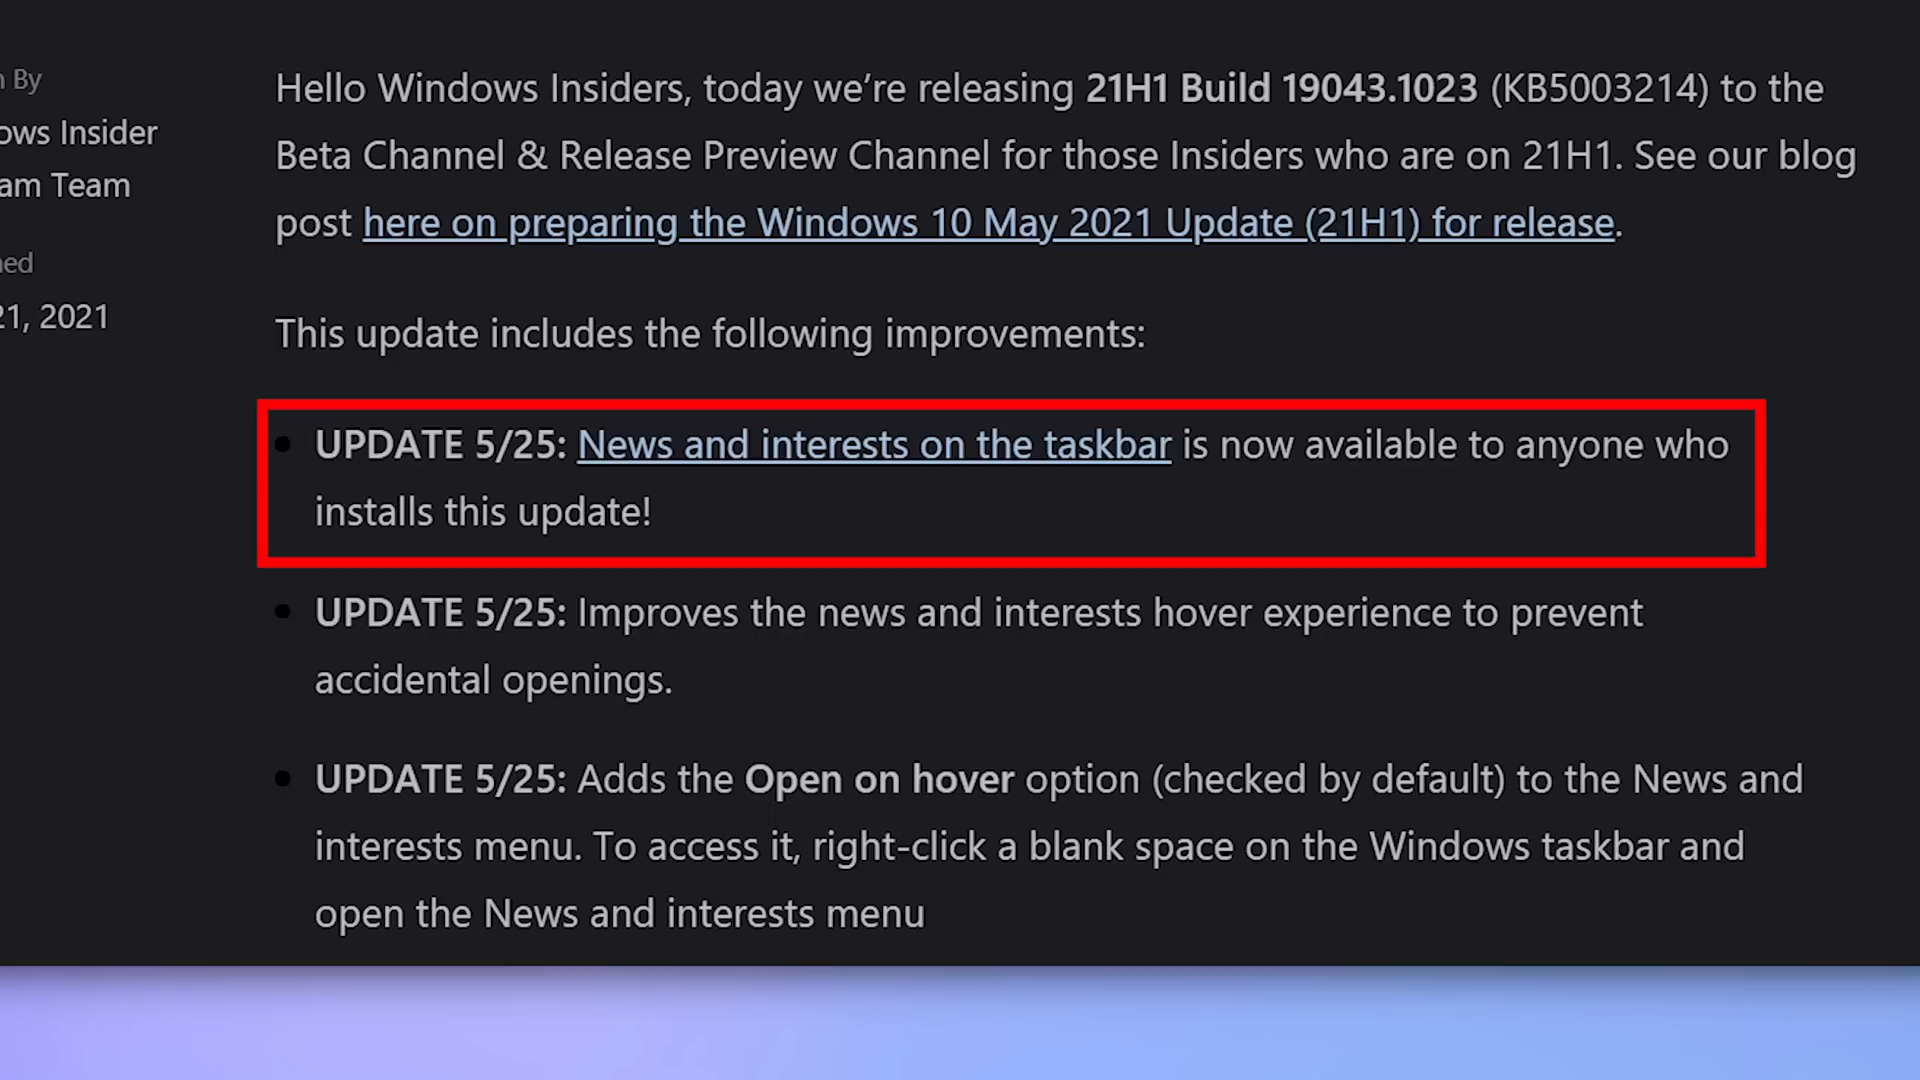 n By
ows Insider
am Team
ned
21, 2021
Hello Windows Insiders, today we’re releasing 21H1 Build 19043.1023 (KB5003214) to the
Beta Channel & Release Preview Channel for those Insiders who are on 21H1. See our blog
post here on preparing the Windows 10 May 2021 Update (21H1) for release.
This update includes the following improvements:
• UPDATE 5/25: News and interests on the taskbar is now available to anyone who
installs this update!
• UPDATE 5/25: Improves the news and interests hover experience to prevent
accidental openings.
• UPDATE 5/25: Adds the Open on hover option (checked by default) to the News and
interests menu. To access it, right-click a blank space on the Windows taskbar and
open the News and interests menu